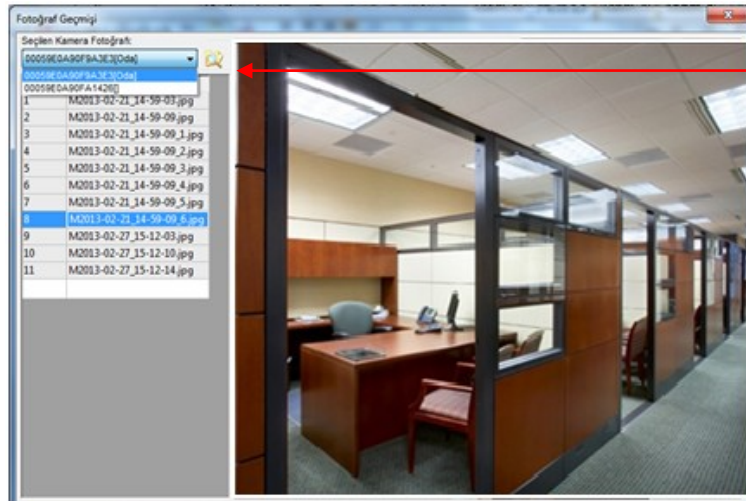 Fotoğraf Geçmişi
Seçilen Kamera Fotoğrafı:
00059E0A90F9A3E3[Oda]
00059E0A90F9A3E3[Oda]
00059E0A90FA1426[]
1 M2013-02-21_14-59-03.jpg
2 M2013-02-21_14-59-09.jpg
3 M2013-02-21_14-59-09_1.jpg
4 M2013-02-21_14-59-09_2.jpg
5 M2013-02-21_14-59-09_3.jpg
6 M2013-02-21_14-59-09_4.jpg
7 M2013-02-21_14-59-09_5.jpg
8 M2013-02-21_14-59-09_6.jpg
9 M2013-02-27_15-12-03.jpg
10 M2013-02-27_15-12-10.jpg
11 M2013-02-27_15-12-14.jpg